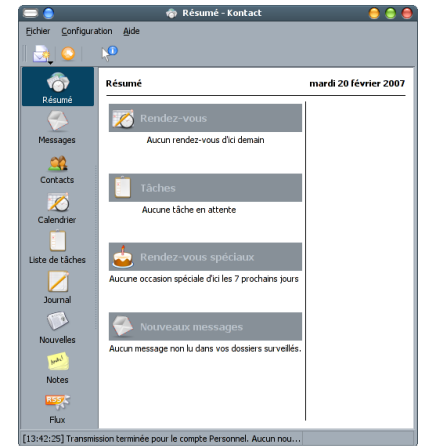 Résumé - Kontact
Fichier Configuration Aide
Résumé
Messages
Contacts
Calendrier
Liste de tâches
Journal
Nouvelles
Notes
RSS
Flux
Résumé mardi 20 février 2007
Rendez-vous
Aucun rendez-vous d'ici demain
Tâches
Aucune tâche en attente
Rendez-vous spéciaux
Aucune occasion spéciale d'ici les 7 prochains jours
Nouveaux messages
Aucun message non lu dans vos dossiers surveillés.
[13:42:25] Transmission terminée pour le compte Personnel. Aucun nou...